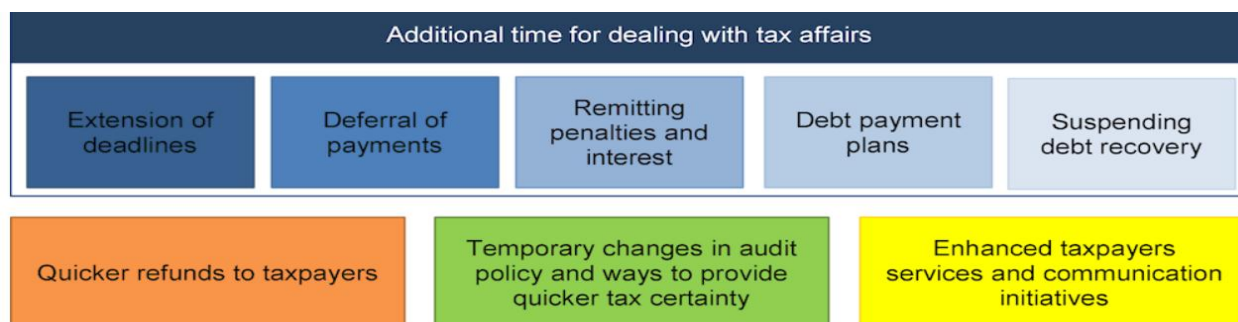 Additional time for dealing with tax affairs
Extension of
deadlines
Deferral of
payments
Remitting
penalties and
interest
Debt payment
plans
Suspending
debt recovery
Quicker refunds to taxpayers
Temporary changes in audit
policy and ways to provide
quicker tax certainty
Enhanced taxpayers
services and communication
initiatives